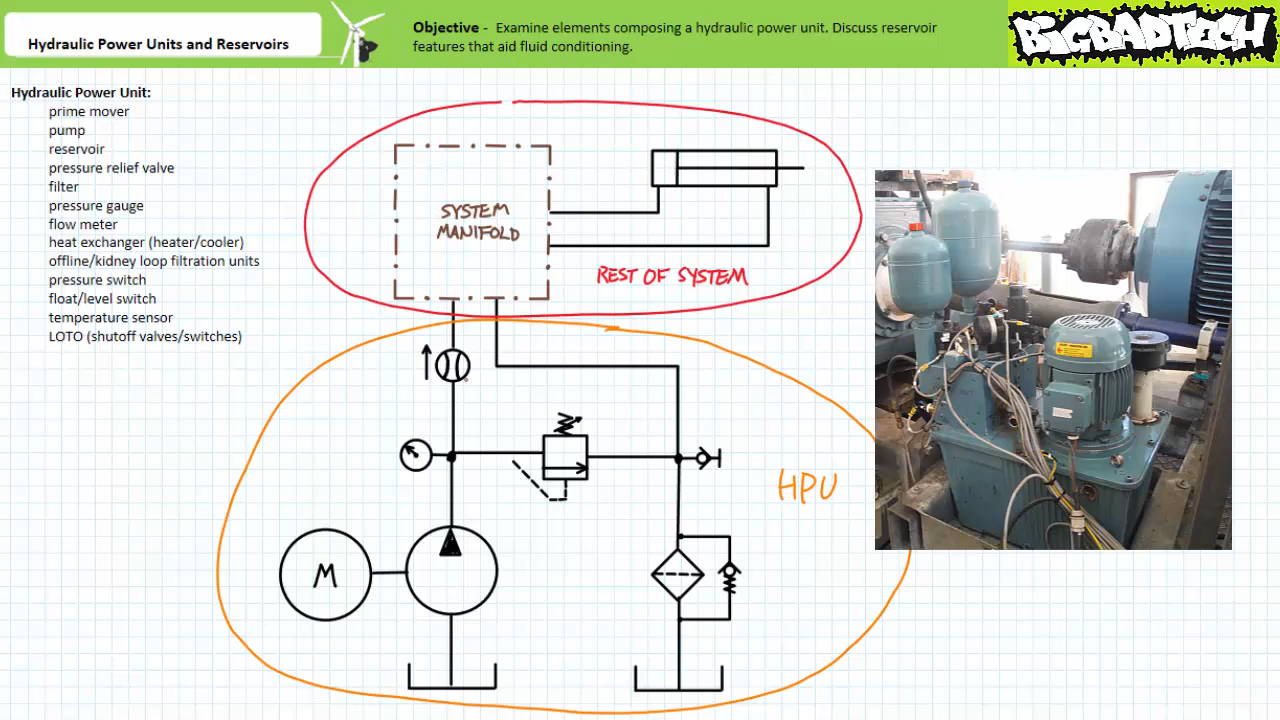 Hydraulic Power Units and Reservoirs
Objective - Examine elements composing a hydraulic power unit. Discuss reservoir
features that aid fluid conditioning.
BIGBADTECH
Hydraulic Power Unit:
prime mover
pump
reservoir
pressure relief valve
filter
pressure gauge
flow meter
heat exchanger (heater/cooler)
offline/kidney loop filtration units
pressure switch
float/level switch
temperature sensor
LOTO (shutoff valves/switches)
SYSTEM
MANIFOLD
REST OF SYSTEM
HPU
M